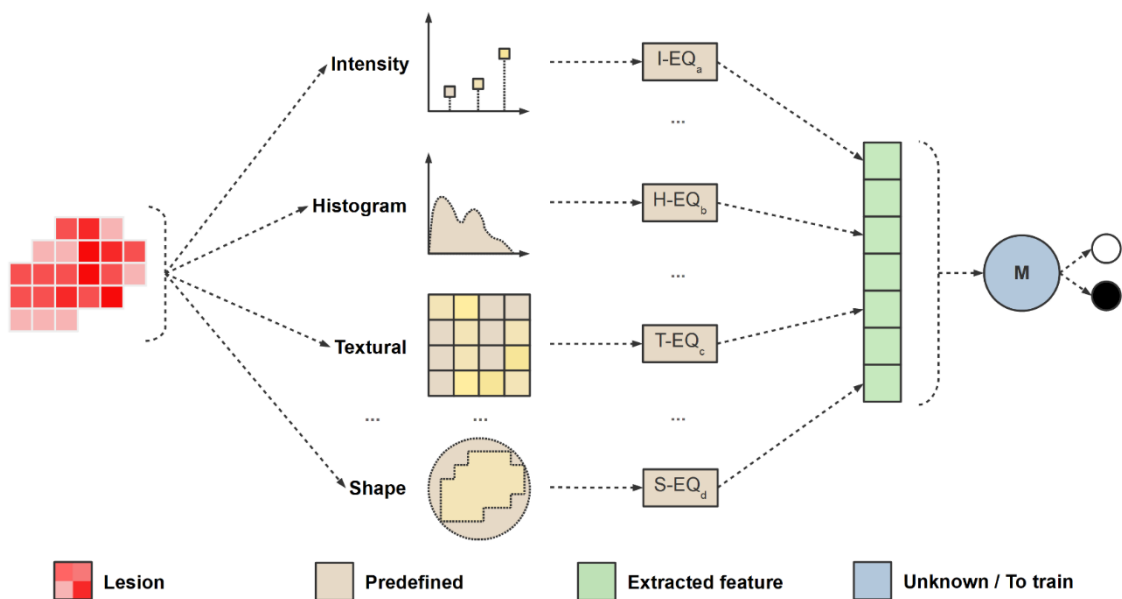 Intensity
I-EQa
...
Histogram
H-EQb
...
M
Textural
T-EQc
... ... ...
Shape
S-EQd
Lesion
Predefined
Extracted feature
Unknown / To train